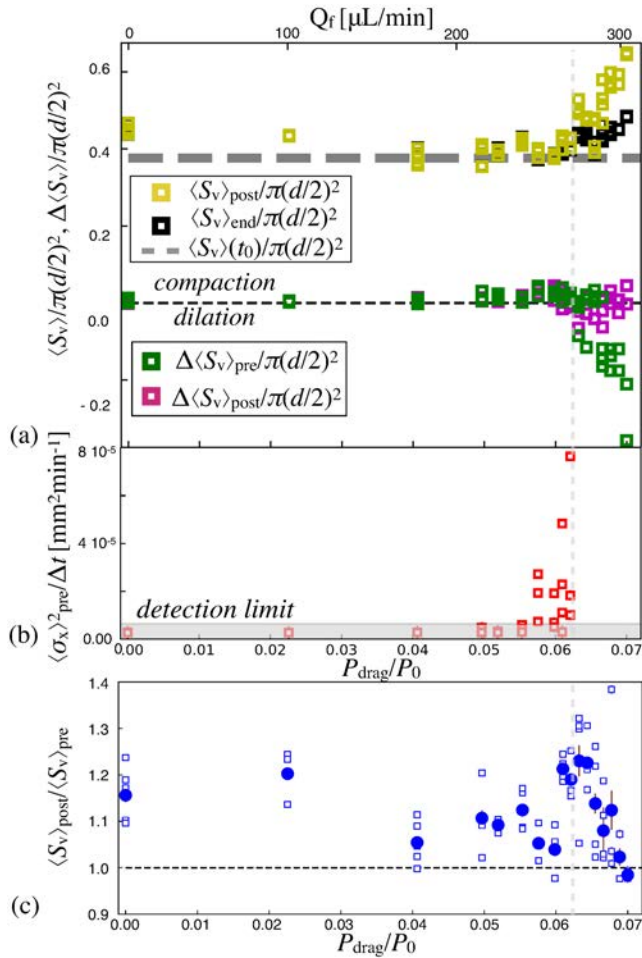 Q_f [μL/min]
0 100 200 300
0.6
0.4
0.2
0.0
- 0.2
⟨S_v⟩/π(d/2)², Δ⟨S_v⟩/π(d/2)²
⟨S_v⟩_post/π(d/2)²
⟨S_v⟩_end/π(d/2)²
⟨S_v⟩(t₀)/π(d/2)²
compaction
dilation
Δ⟨S_v⟩_pre/π(d/2)²
Δ⟨S_v⟩_post/π(d/2)²
(a)
8 10⁻⁵
4 10⁻⁵
0.00
⟨σ_x⟩²_pre/Δt [mm²min⁻¹]
detection limit
(b)
0.00 0.01 0.02 0.03 0.04 0.05 0.06 0.07
P_drag/P_0
1.4
1.3
1.2
1.1
1.0
0.9
⟨S_v⟩_post/⟨S_v⟩_pre
(c)
0.00 0.01 0.02 0.03 0.04 0.05 0.06 0.07
P_drag/P_0